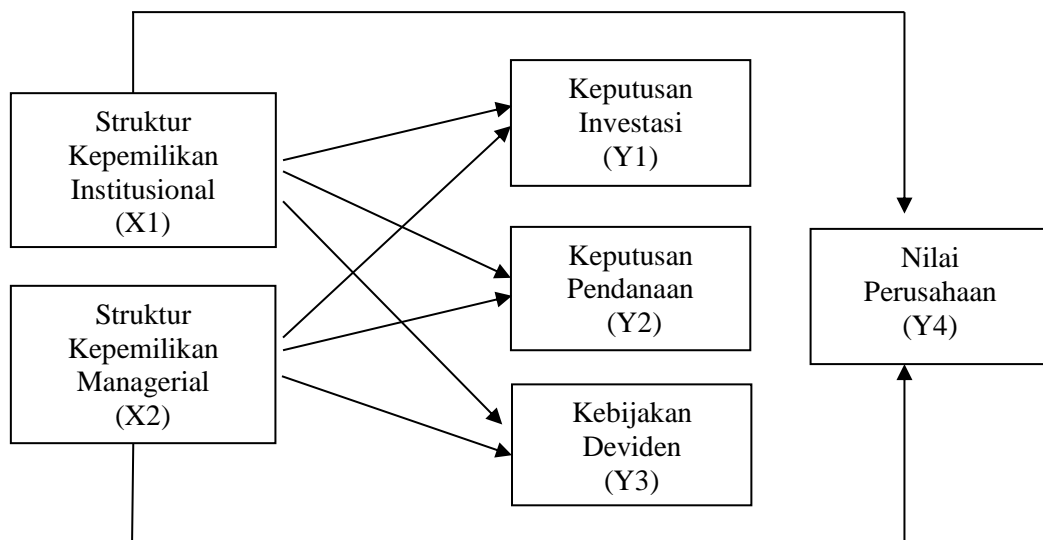 Struktur
Kepemilikan
Institusional
(X1)
Struktur
Kepemilikan
Managerial
(X2)
Keputusan
Investasi
(Y1)
Keputusan
Pendanaan
(Y2)
Kebijakan
Deviden
(Y3)
Nilai
Perusahaan
(Y4)